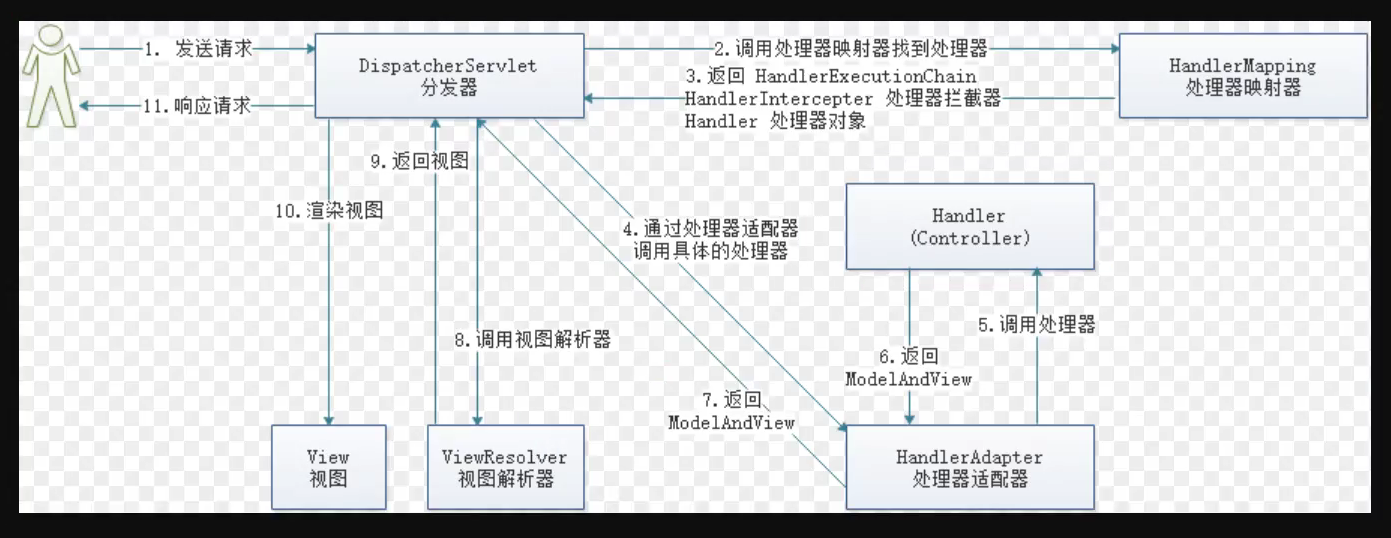 1. 发送请求
DispatcherServlet
分发器
2.调用处理器映射器找到处理器
HandlerMapping
处理器映射器
3.返回 HandlerExecutionChain
HandlerIntercepter 处理器拦截器
Handler 处理器对象
11.响应请求
9.返回视图
10.渲染视图
4.通过处理器适配器
调用具体的处理器
Handler
(Controller)
8.调用视图解析器
5.调用处理器
6.返回
ModelAndView
7.返回
ModelAndView
View
视图
ViewResolver
视图解析器
HandlerAdapter
处理器适配器